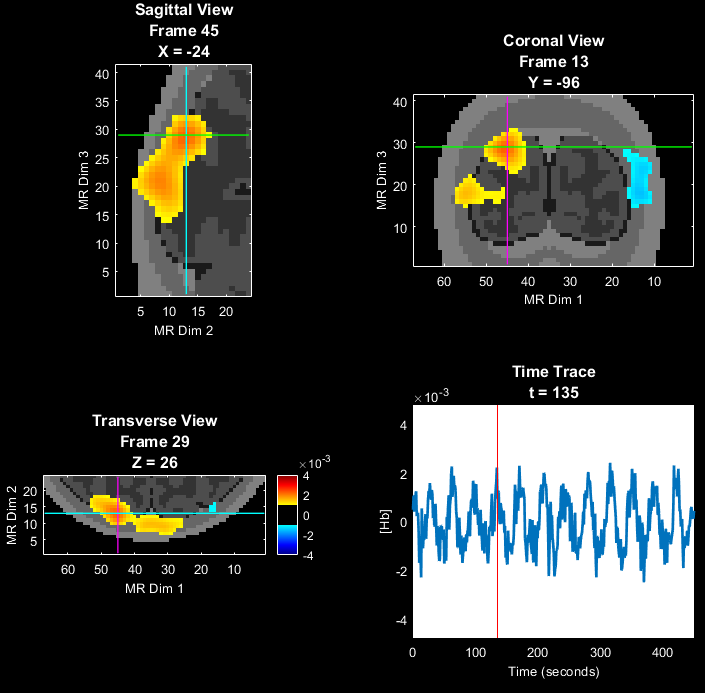 Sagittal View
Frame 45
X = -24
40
35
30
25
20
15
10
5
MR Dim 3
5 10 15 20
MR Dim 2
Coronal View
Frame 13
Y = -96
40
30
20
10
MR Dim 3
60 50 40 30 20 10
MR Dim 1
Transverse View
Frame 29
Z = 26
20
15
10
5
MR Dim 2
60 50 40 30 20 10
MR Dim 1
×10⁻³
4
2
0
-2
-4
Time Trace
t = 135
×10⁻³
4
2
0
-2
-4
[Hb]
0 100 200 300 400
Time (seconds)